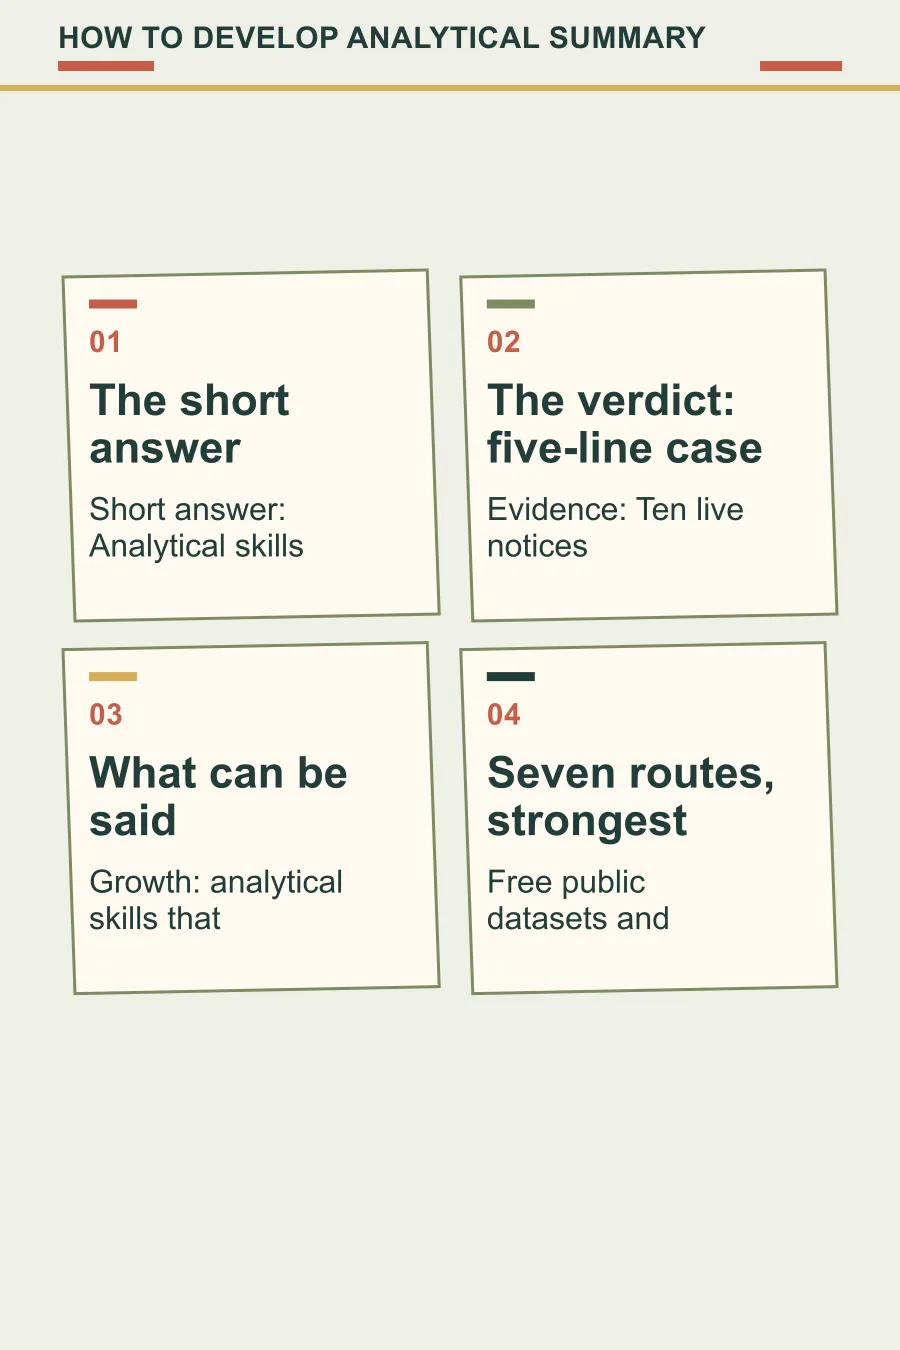 HOW TO DEVELOP ANALYTICAL SUMMARY
01
The short
answer
Short answer:
Analytical skills
02
The verdict:
five-line case
Evidence: Ten live
notices
03
What can be
said
Growth: analytical
skills that
04
Seven routes,
strongest
Free public
datasets and